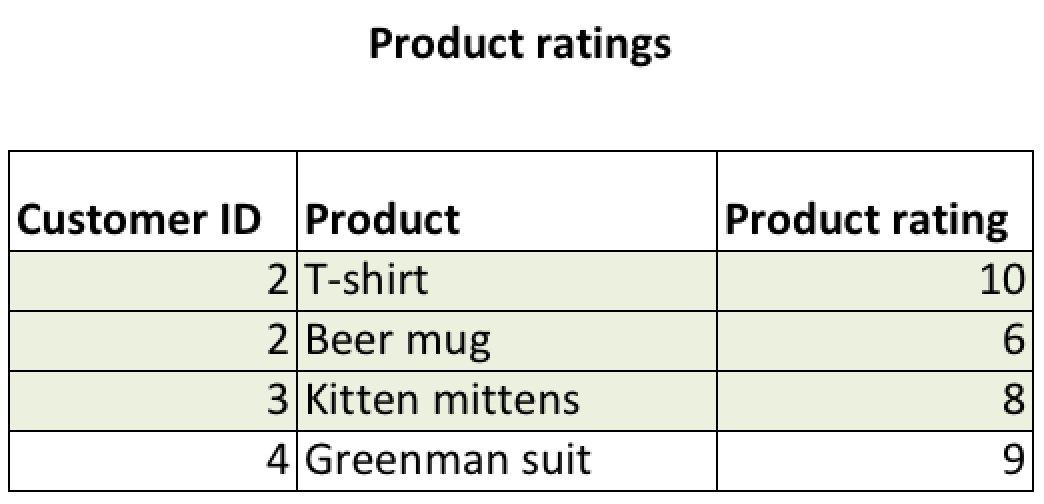 Product ratings
Customer ID Product Product rating
2 T-shirt 10
2 Beer mug 6
3 Kitten mittens 8
4 Greenman suit 9